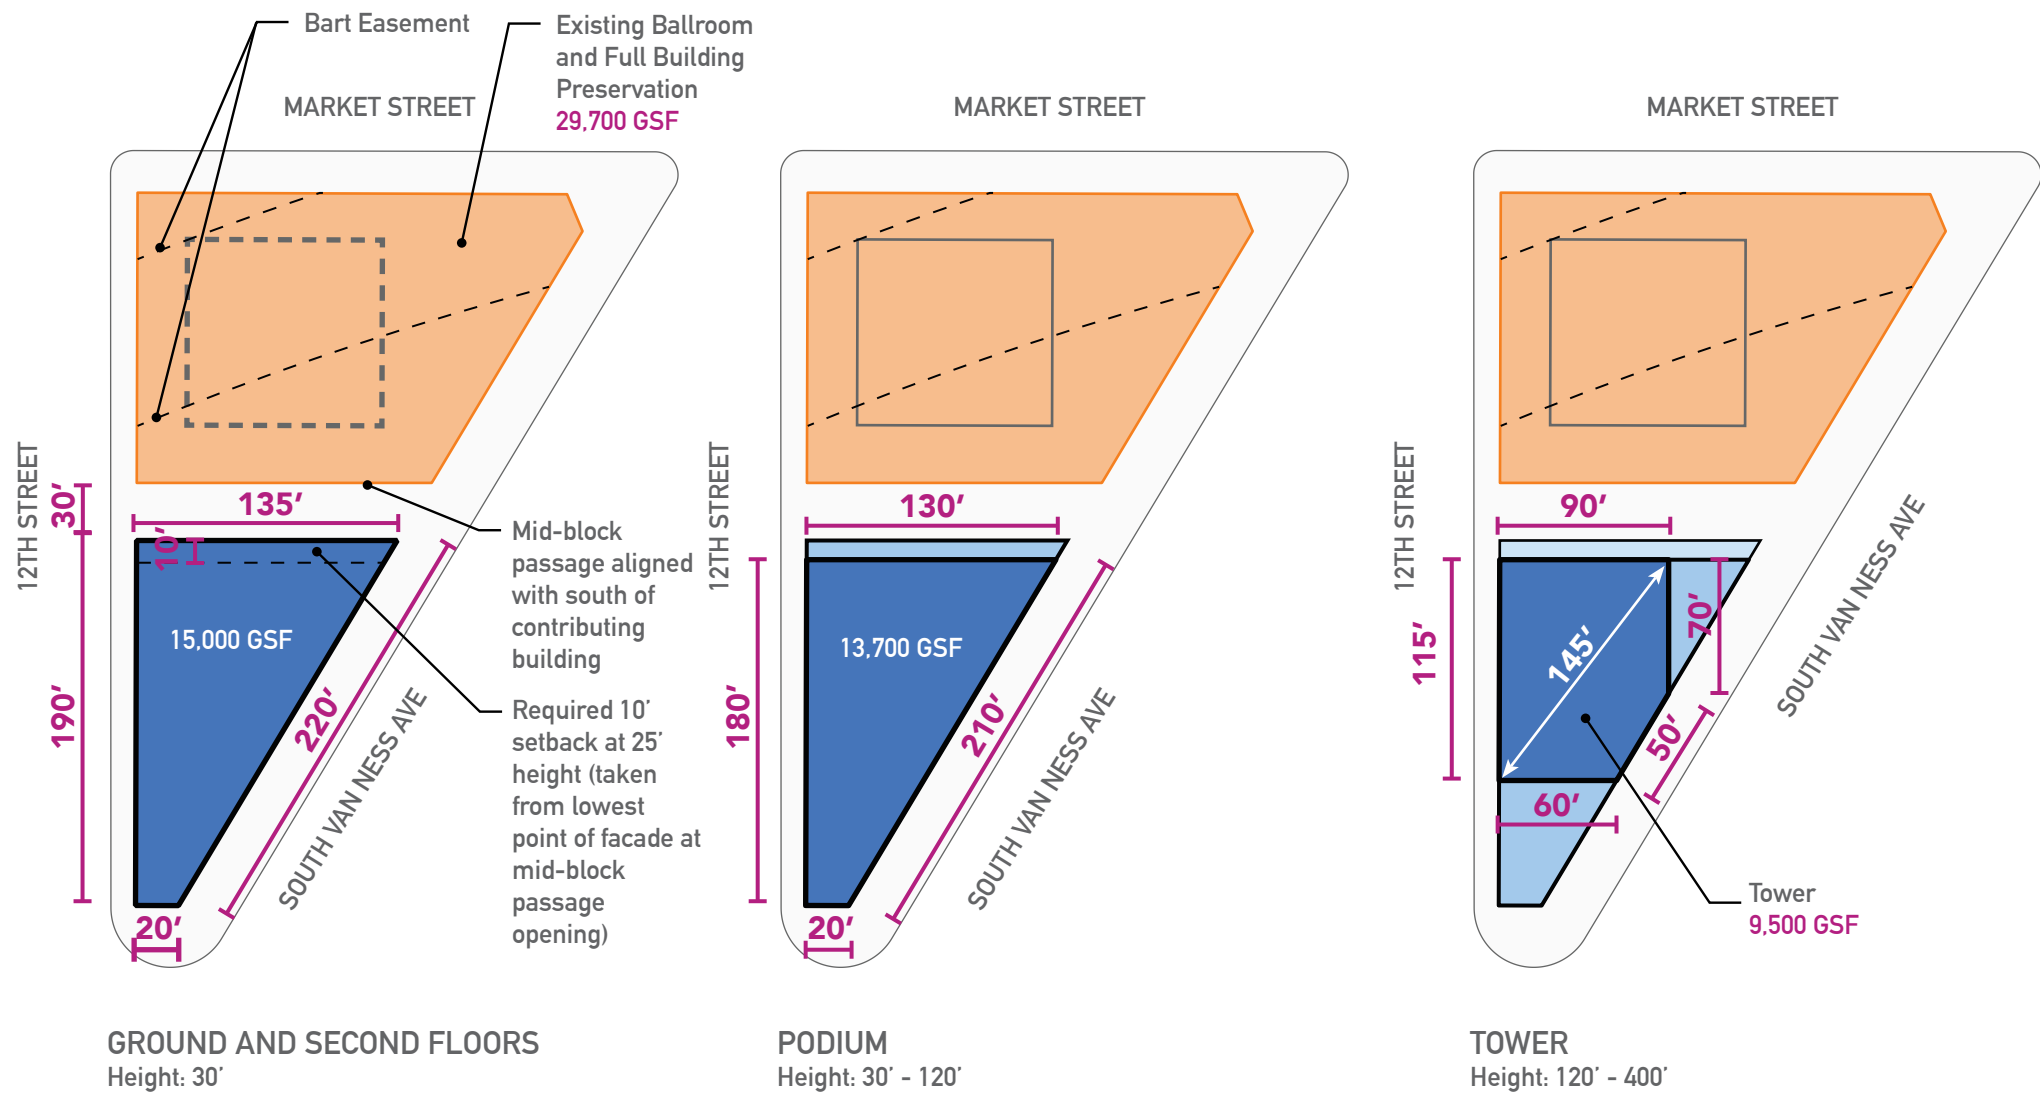 Bart Easement
Existing Ballroom
and Full Building
Preservation
29,700 GSF
MARKET STREET
12TH STREET
30′
135′
10′
190′
15,000 GSF
220′
20′
SOUTH VAN NESS AVE
Mid-block
passage aligned
with south of
contributing
building
Required 10′
setback at 25′
height (taken
from lowest
point of facade at
mid-block
passage
opening)
GROUND AND SECOND FLOORS
Height: 30′
MARKET STREET
12TH STREET
130′
180′
13,700 GSF
210′
20′
SOUTH VAN NESS AVE
PODIUM
Height: 30′ - 120′
MARKET STREET
12TH STREET
90′
115′
145′
70′
50′
60′
SOUTH VAN NESS AVE
Tower
9,500 GSF
TOWER
Height: 120′ - 400′